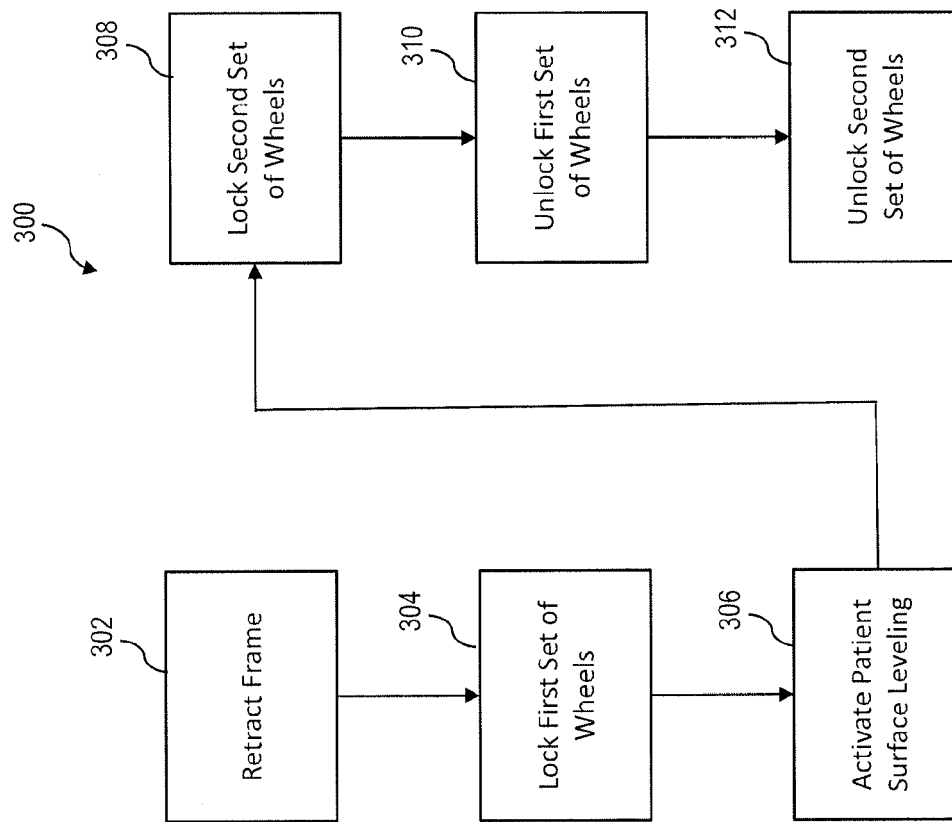 300
302
Retract Frame
304
Lock First Set of
Wheels
306
Activate Patient
Surface Leveling
308
Lock Second Set
of Wheels
310
Unlock First Set
of Wheels
312
Unlock Second
Set of Wheels